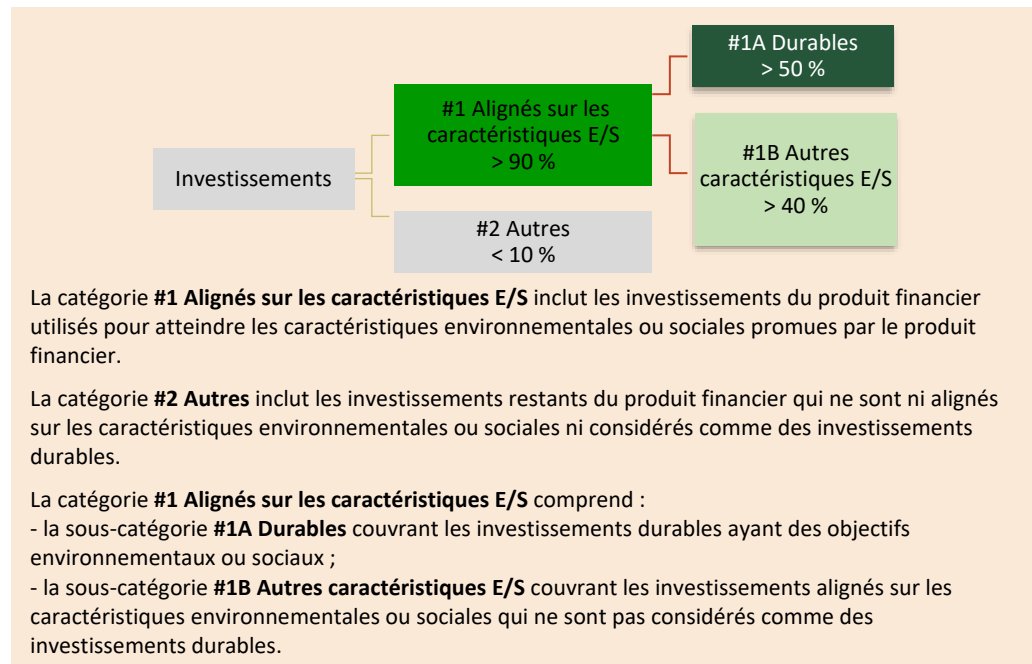 #1A Durables
> 50 %
#1 Alignés sur les
caractéristiques E/S
> 90 %
#1B Autres
caractéristiques E/S
> 40 %
Investissements
#2 Autres
< 10 %
La catégorie #1 Alignés sur les caractéristiques E/S inclut les investissements du produit financier
utilisés pour atteindre les caractéristiques environnementales ou sociales promues par le produit
financier.
La catégorie #2 Autres inclut les investissements restants du produit financier qui ne sont ni alignés
sur les caractéristiques environnementales ou sociales ni considérés comme des investissements
durables.
La catégorie #1 Alignés sur les caractéristiques E/S comprend :
- la sous-catégorie #1A Durables couvrant les investissements durables ayant des objectifs
environnementaux ou sociaux ;
- la sous-catégorie #1B Autres caractéristiques E/S couvrant les investissements alignés sur les
caractéristiques environnementales ou sociales qui ne sont pas considérés comme des
investissements durables.